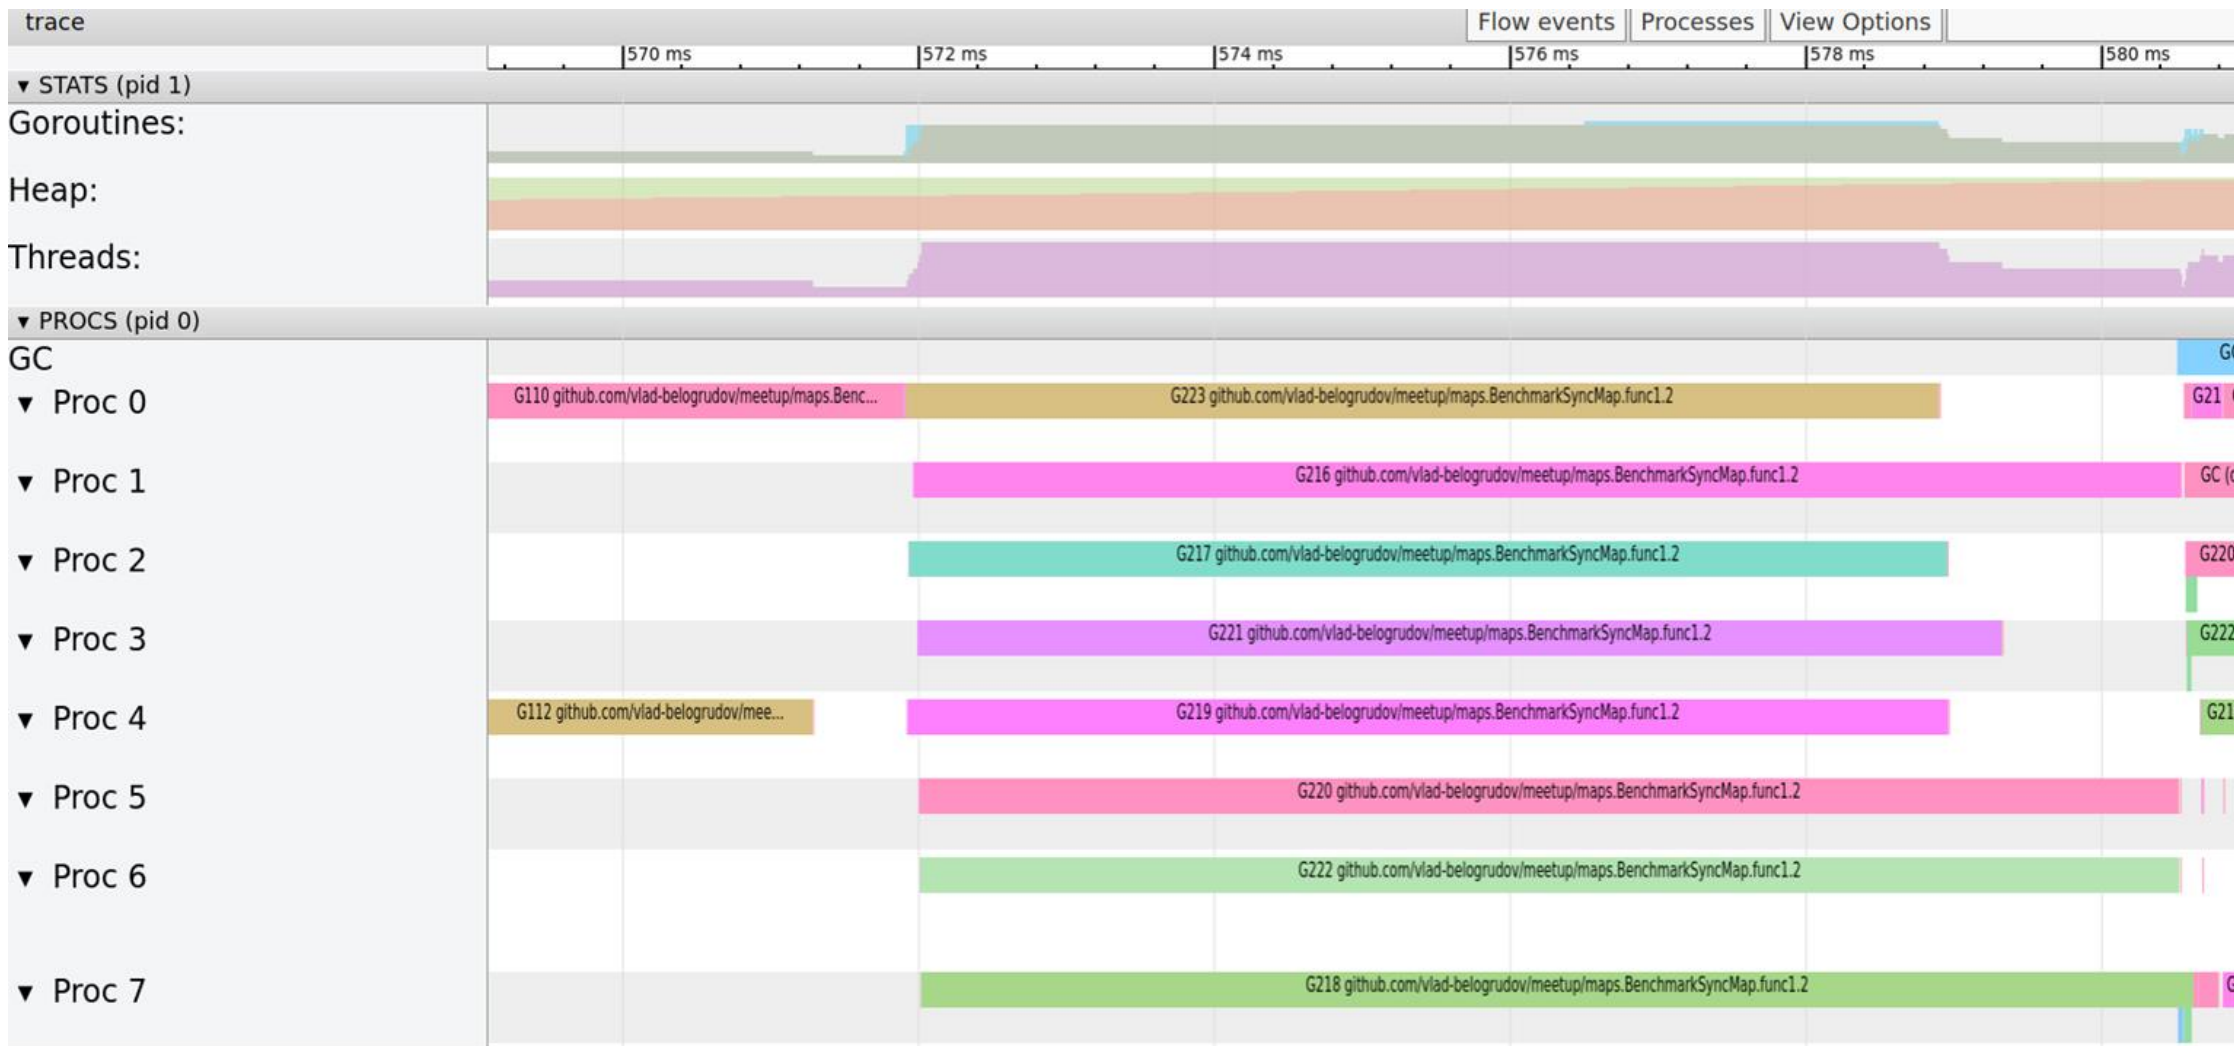 trace
Flow events Processes View Options
570 ms 572 ms 574 ms 576 ms 578 ms 580 ms
▼ STATS (pid 1)
Goroutines:
Heap:
Threads:
▼ PROCS (pid 0)
GC
▼ Proc 0 G110 github.com/vlad-belogrudov/meetup/maps.Benc... G223 github.com/vlad-belogrudov/meetup/maps.BenchmarkSyncMap.func1.2 G21
▼ Proc 1 G216 github.com/vlad-belogrudov/meetup/maps.BenchmarkSyncMap.func1.2 GC (
▼ Proc 2 G217 github.com/vlad-belogrudov/meetup/maps.BenchmarkSyncMap.func1.2 G220
▼ Proc 3 G221 github.com/vlad-belogrudov/meetup/maps.BenchmarkSyncMap.func1.2 G222
▼ Proc 4 G112 github.com/vlad-belogrudov/mee... G219 github.com/vlad-belogrudov/meetup/maps.BenchmarkSyncMap.func1.2 G21
▼ Proc 5 G220 github.com/vlad-belogrudov/meetup/maps.BenchmarkSyncMap.func1.2
▼ Proc 6 G222 github.com/vlad-belogrudov/meetup/maps.BenchmarkSyncMap.func1.2
▼ Proc 7 G218 github.com/vlad-belogrudov/meetup/maps.BenchmarkSyncMap.func1.2